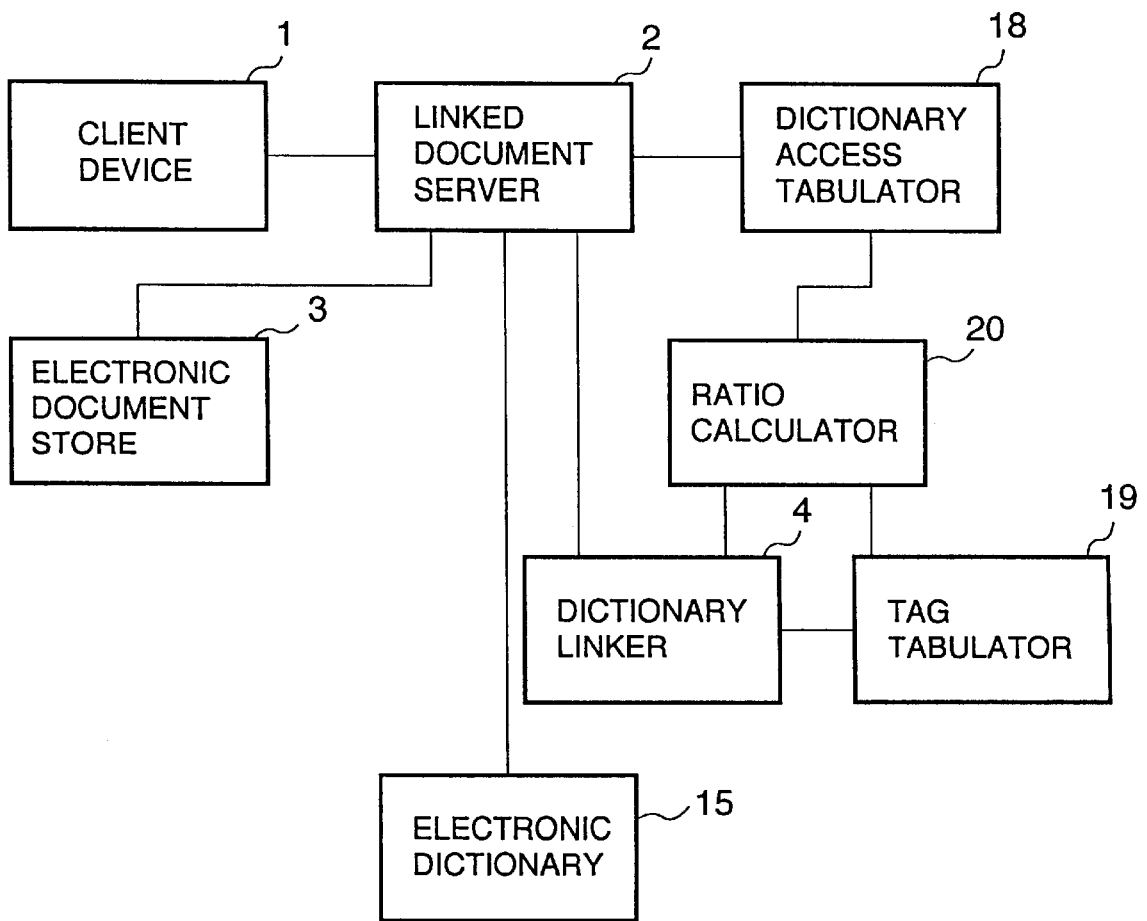 1
CLIENT
DEVICE
2
LINKED
DOCUMENT
SERVER
18
DICTIONARY
ACCESS
TABULATOR
3
ELECTRONIC
DOCUMENT
STORE
20
RATIO
CALCULATOR
4
DICTIONARY
LINKER
19
TAG
TABULATOR
15
ELECTRONIC
DICTIONARY